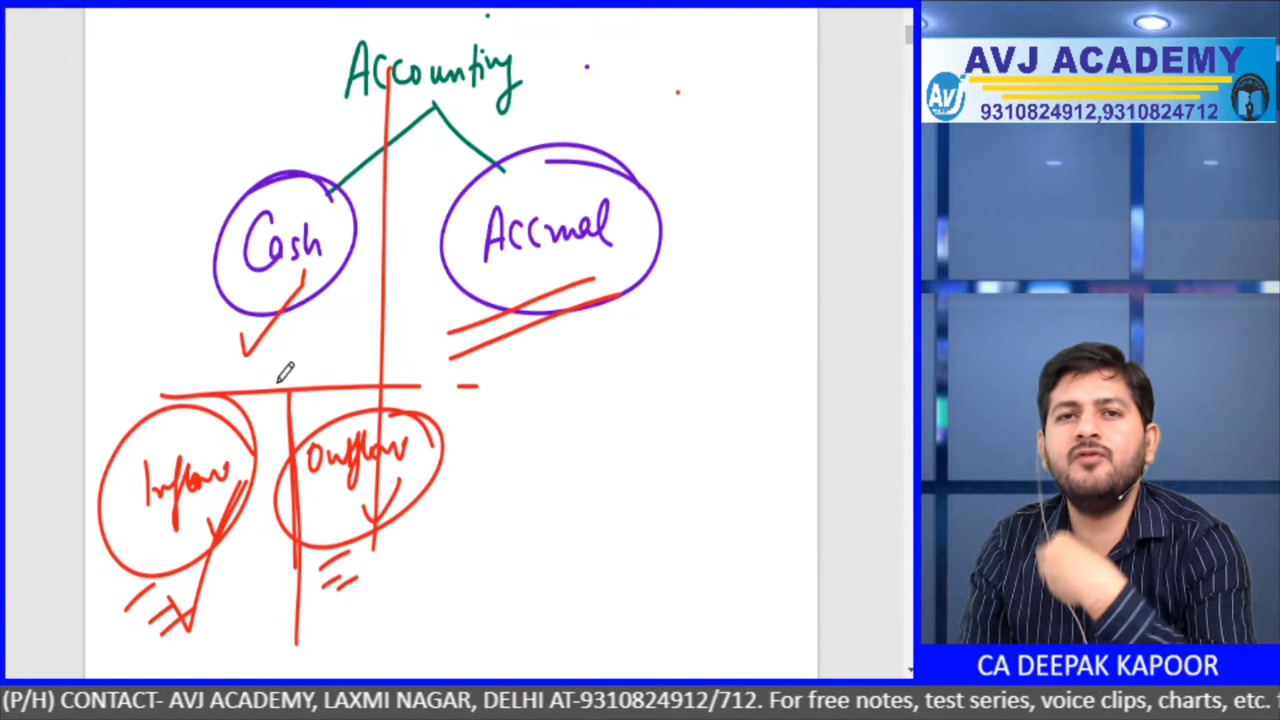 Accounting
Cash
Accrual
Inflow
Outflow
AVJ ACADEMY
AVJ
9310824912,9310824712
CA DEEPAK KAPOOR
(P/H) CONTACT- AVJ ACADEMY, LAXMI NAGAR, DELHI AT-9310824912/712. For free notes, test series, voice clips, charts, etc.